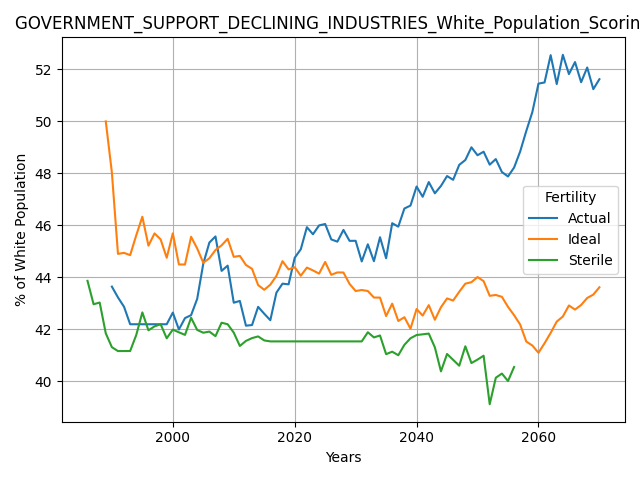 GOVERNMENT_SUPPORT_DECLINING_INDUSTRIES_White_Population_Scorin
% of White Population
52
50
48
46
44
42
40
Fertility
Actual
Ideal
Sterile
2000
2020
2040
2060
Years